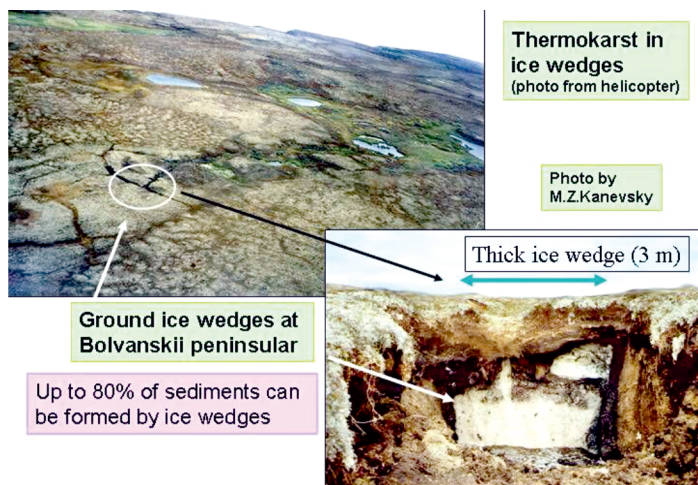 Thermokarst in
ice wedges
(photo from helicopter)
Photo by
M.Z.Kanevsky
Thick ice wedge (3 m)
Ground ice wedges at
Bolvanskii peninsular
Up to 80% of sediments can
be formed by ice wedges